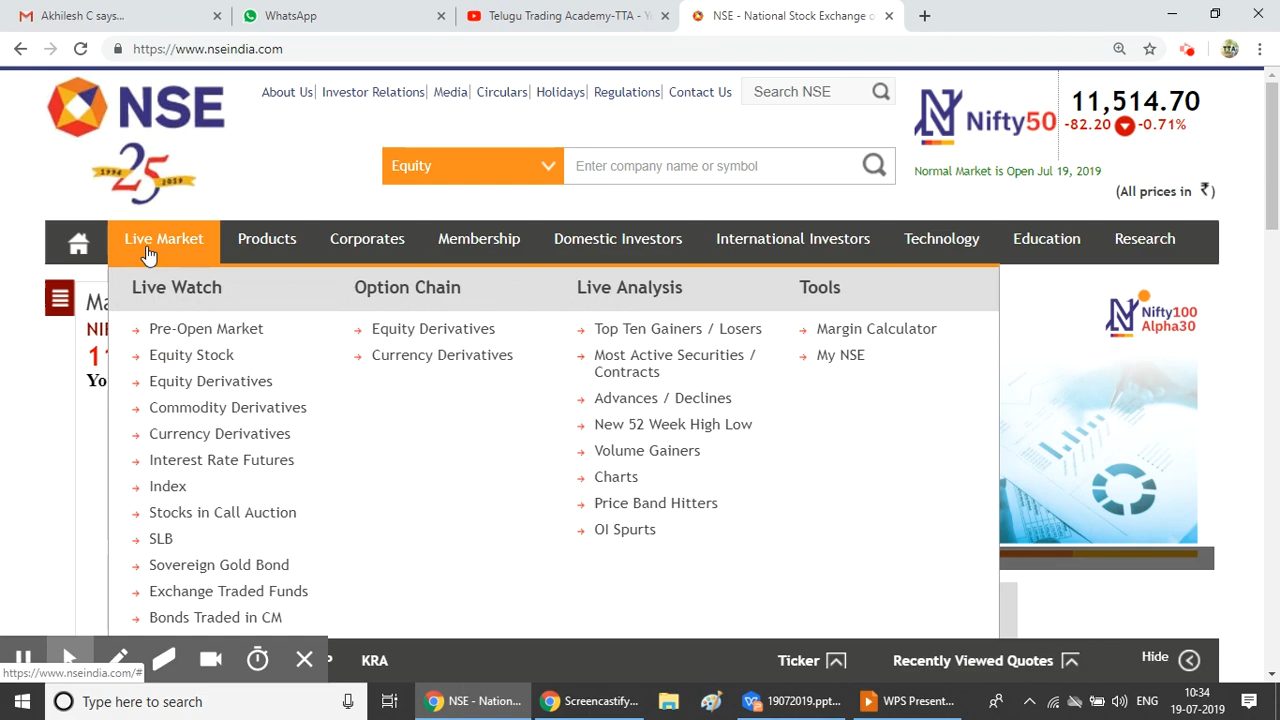 Akhilesh C says...
WhatsApp
Telugu Trading Academy-TTA - Y
NSE - National Stock Exchange o
https://www.nseindia.com
NSE
1994 25 2019
About Us| Investor Relations| Media| Circulars| Holidays| Regulations| Contact Us
Search NSE
Nifty50
11,514.70
-82.20 -0.71%
Equity
Enter company name or symbol
Normal Market is Open Jul 19, 2019
(All prices in ₹)
Live Market Products Corporates Membership Domestic Investors International Investors Technology Education Research
Live Watch
Pre-Open Market
Equity Stock
Equity Derivatives
Commodity Derivatives
Currency Derivatives
Interest Rate Futures
Index
Stocks in Call Auction
SLB
Sovereign Gold Bond
Exchange Traded Funds
Bonds Traded in CM
Option Chain
Equity Derivatives
Currency Derivatives
Live Analysis
Top Ten Gainers / Losers
Most Active Securities /
Contracts
Advances / Declines
New 52 Week High Low
Volume Gainers
Charts
Price Band Hitters
OI Spurts
Tools
Margin Calculator
My NSE
Ma
NI
1
Yo
Nifty100
Alpha30
P KRA
Ticker
Recently Viewed Quotes
Hide
https://www.nseindia.com/#
Type here to search
NSE - Nation...
Screencastify...
19072019.ppt...
WPS Present...
ENG
10:34
19-07-2019